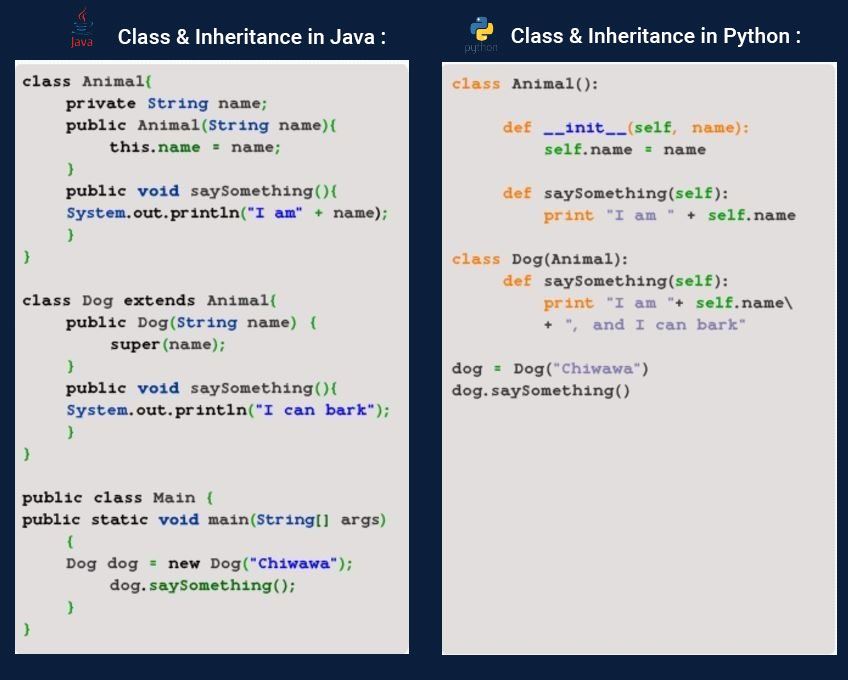 Java
Class & Inheritance in Java :
class Animal{
private String name;
public Animal(String name){
this.name = name;
}
public void saySomething(){
System.out.println("I am" + name);
}
}
class Dog extends Animal{
public Dog(String name) {
super(name);
}
public void saySomething(){
System.out.println("I can bark");
}
}
public class Main {
public static void main(String[] args)
{
Dog dog = new Dog("Chiwawa");
dog.saySomething();
}
}
python
Class & Inheritance in Python :
class Animal():
def __init__(self, name):
self.name = name
def saySomething(self):
print "I am " + self.name
class Dog(Animal):
def saySomething(self):
print "I am "+ self.name\
+ ", and I can bark"
dog = Dog("Chiwawa")
dog.saySomething()